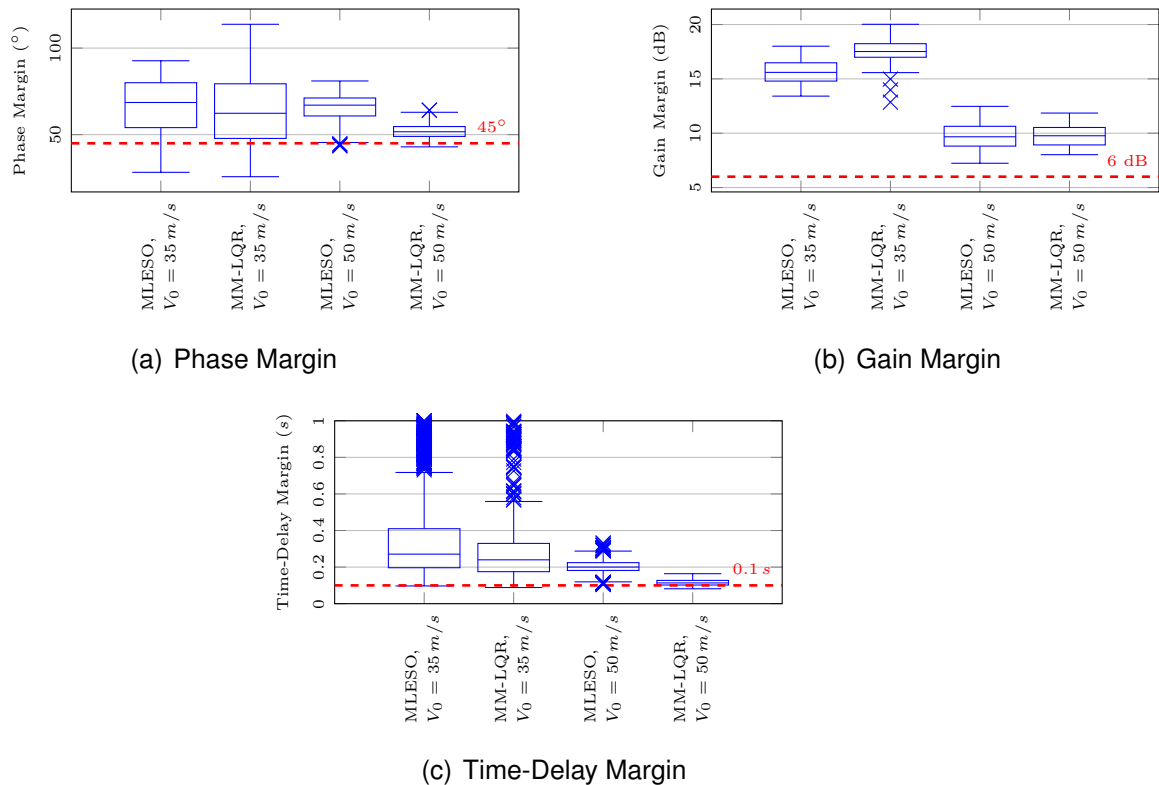 Phase Margin (°)
100
50
45°
MLESO,
V₀ = 35 m/s
MM-LQR,
V₀ = 35 m/s
MLESO,
V₀ = 50 m/s
MM-LQR,
V₀ = 50 m/s
(a) Phase Margin
Gain Margin (dB)
20
15
10
5
6 dB
MLESO,
V₀ = 35 m/s
MM-LQR,
V₀ = 35 m/s
MLESO,
V₀ = 50 m/s
MM-LQR,
V₀ = 50 m/s
(b) Gain Margin
Time-Delay Margin (s)
1
0.8
0.6
0.4
0.2
0
0.1 s
MLESO,
V₀ = 35 m/s
MM-LQR,
V₀ = 35 m/s
MLESO,
V₀ = 50 m/s
MM-LQR,
V₀ = 50 m/s
(c) Time-Delay Margin